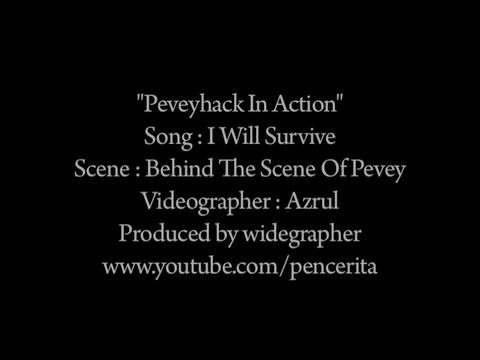 "Peveyhack In Action"
Song : I Will Survive
Scene : Behind The Scene Of Pevey
Videographer : Azrul
Produced by widegrapher
www.youtube.com/pencerita